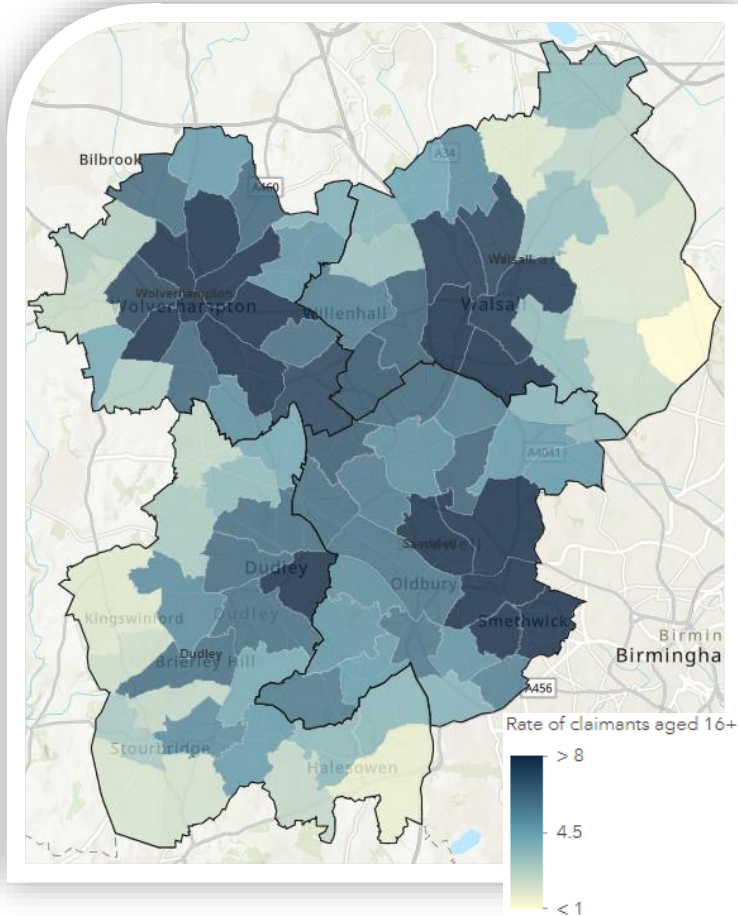 Bilbrook
A34
A460
Walsall
Wolverhampton
Wolverhampton
Willenhall
Walsall
A4041
Sandwell
Dudley
Oldbury
Kingswinford
Dudley
Smethwick
Birmin
Dudley
Brierley Hill
Birmingha
A456
Rate of claimants aged 16+
Stourbridge
Halesowen
> 8
4.5
< 1